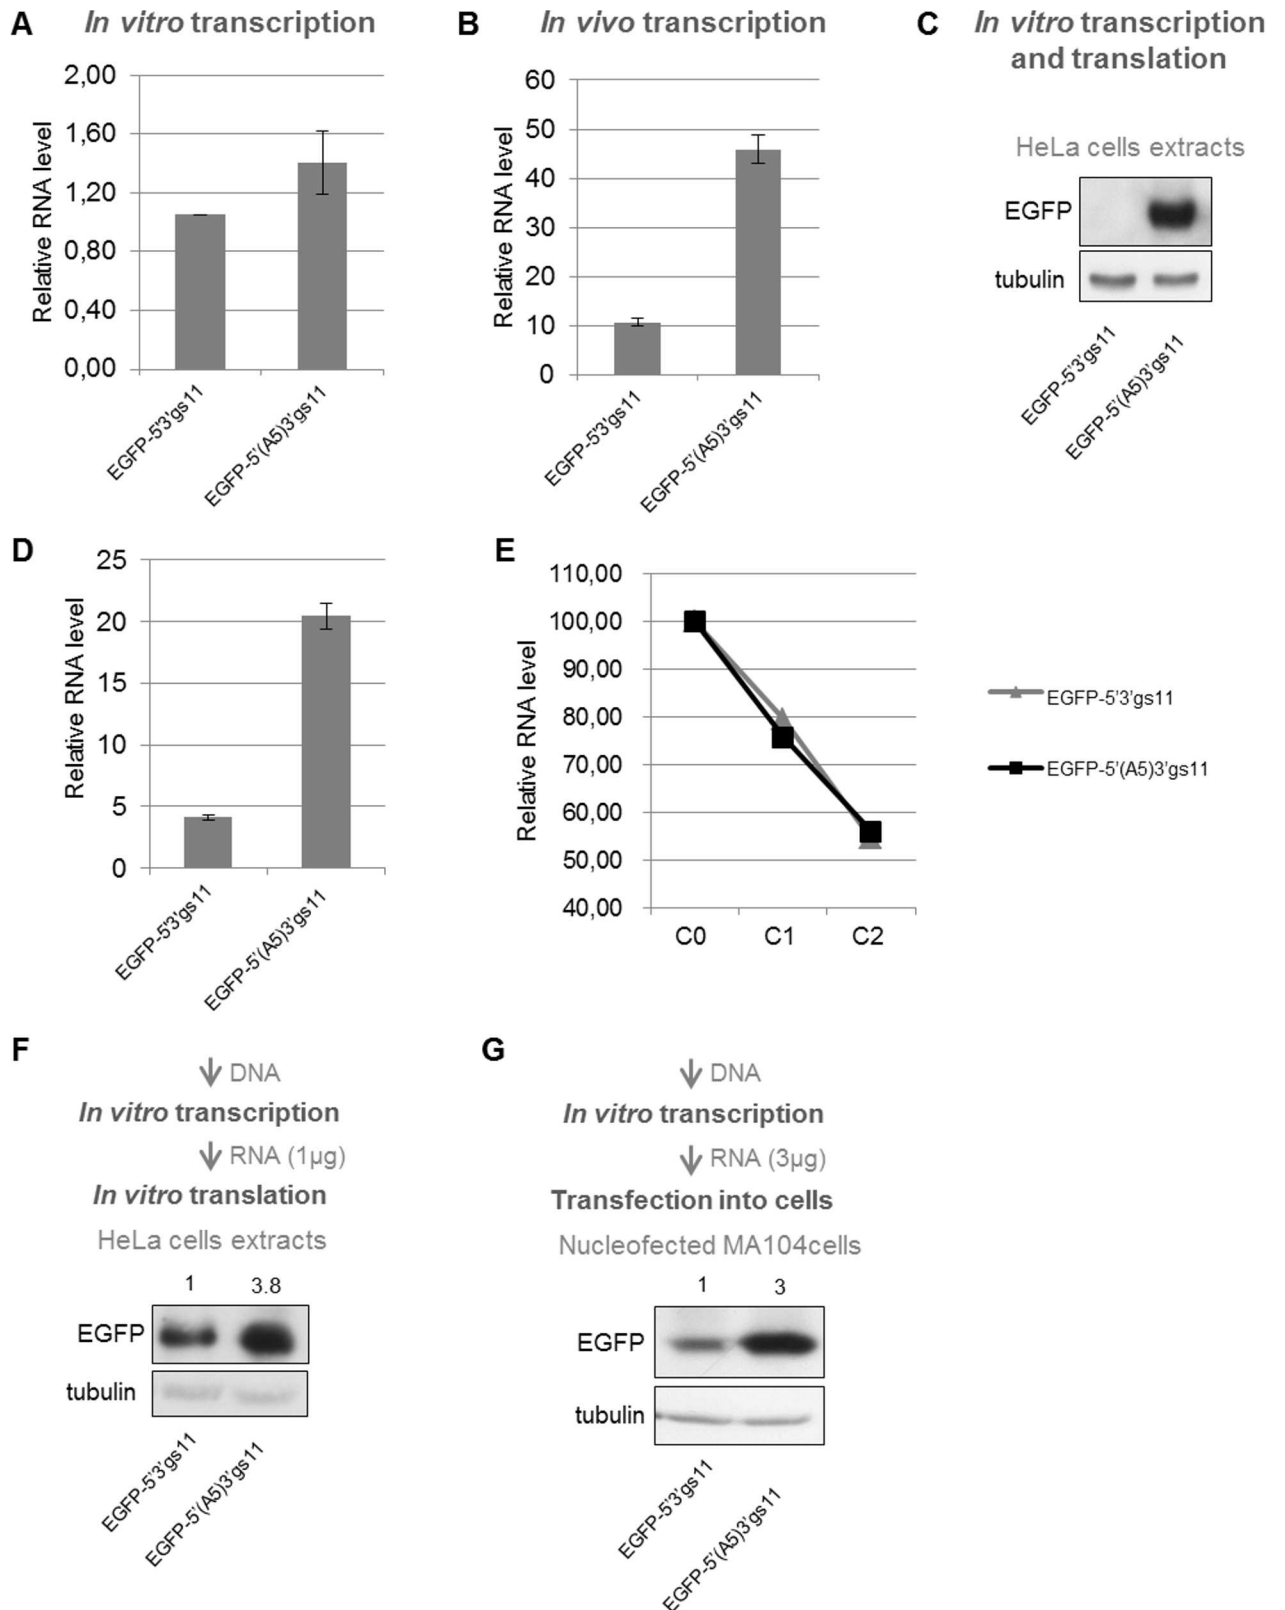 A
In vitro transcription
Relative RNA level
2,00
1,60
1,20
0,80
0,40
0,00
EGFP-5'3'gs11
EGFP-5'(A5)3'gs11
B
In vivo transcription
Relative RNA level
60
50
40
30
20
10
0
EGFP-5'3'gs11
EGFP-5'(A5)3'gs11
C
In vitro transcription
and translation
HeLa cells extracts
EGFP
tubulin
EGFP-5'3'gs11
EGFP-5'(A5)3'gs11
D
Relative RNA level
25
20
15
10
5
0
EGFP-5'3'gs11
EGFP-5'(A5)3'gs11
E
Relative RNA level
110,00
100,00
90,00
80,00
70,00
60,00
50,00
40,00
C0 C1 C2
EGFP-5'3'gs11
EGFP-5'(A5)3'gs11
F
DNA
In vitro transcription
RNA (1µg)
In vitro translation
HeLa cells extracts
1 3.8
EGFP
tubulin
EGFP-5'3'gs11
EGFP-5'(A5)3'gs11
G
DNA
In vitro transcription
RNA (3µg)
Transfection into cells
Nucleofected MA104cells
1 3
EGFP
tubulin
EGFP-5'3'gs11
EGFP-5'(A5)3'gs11